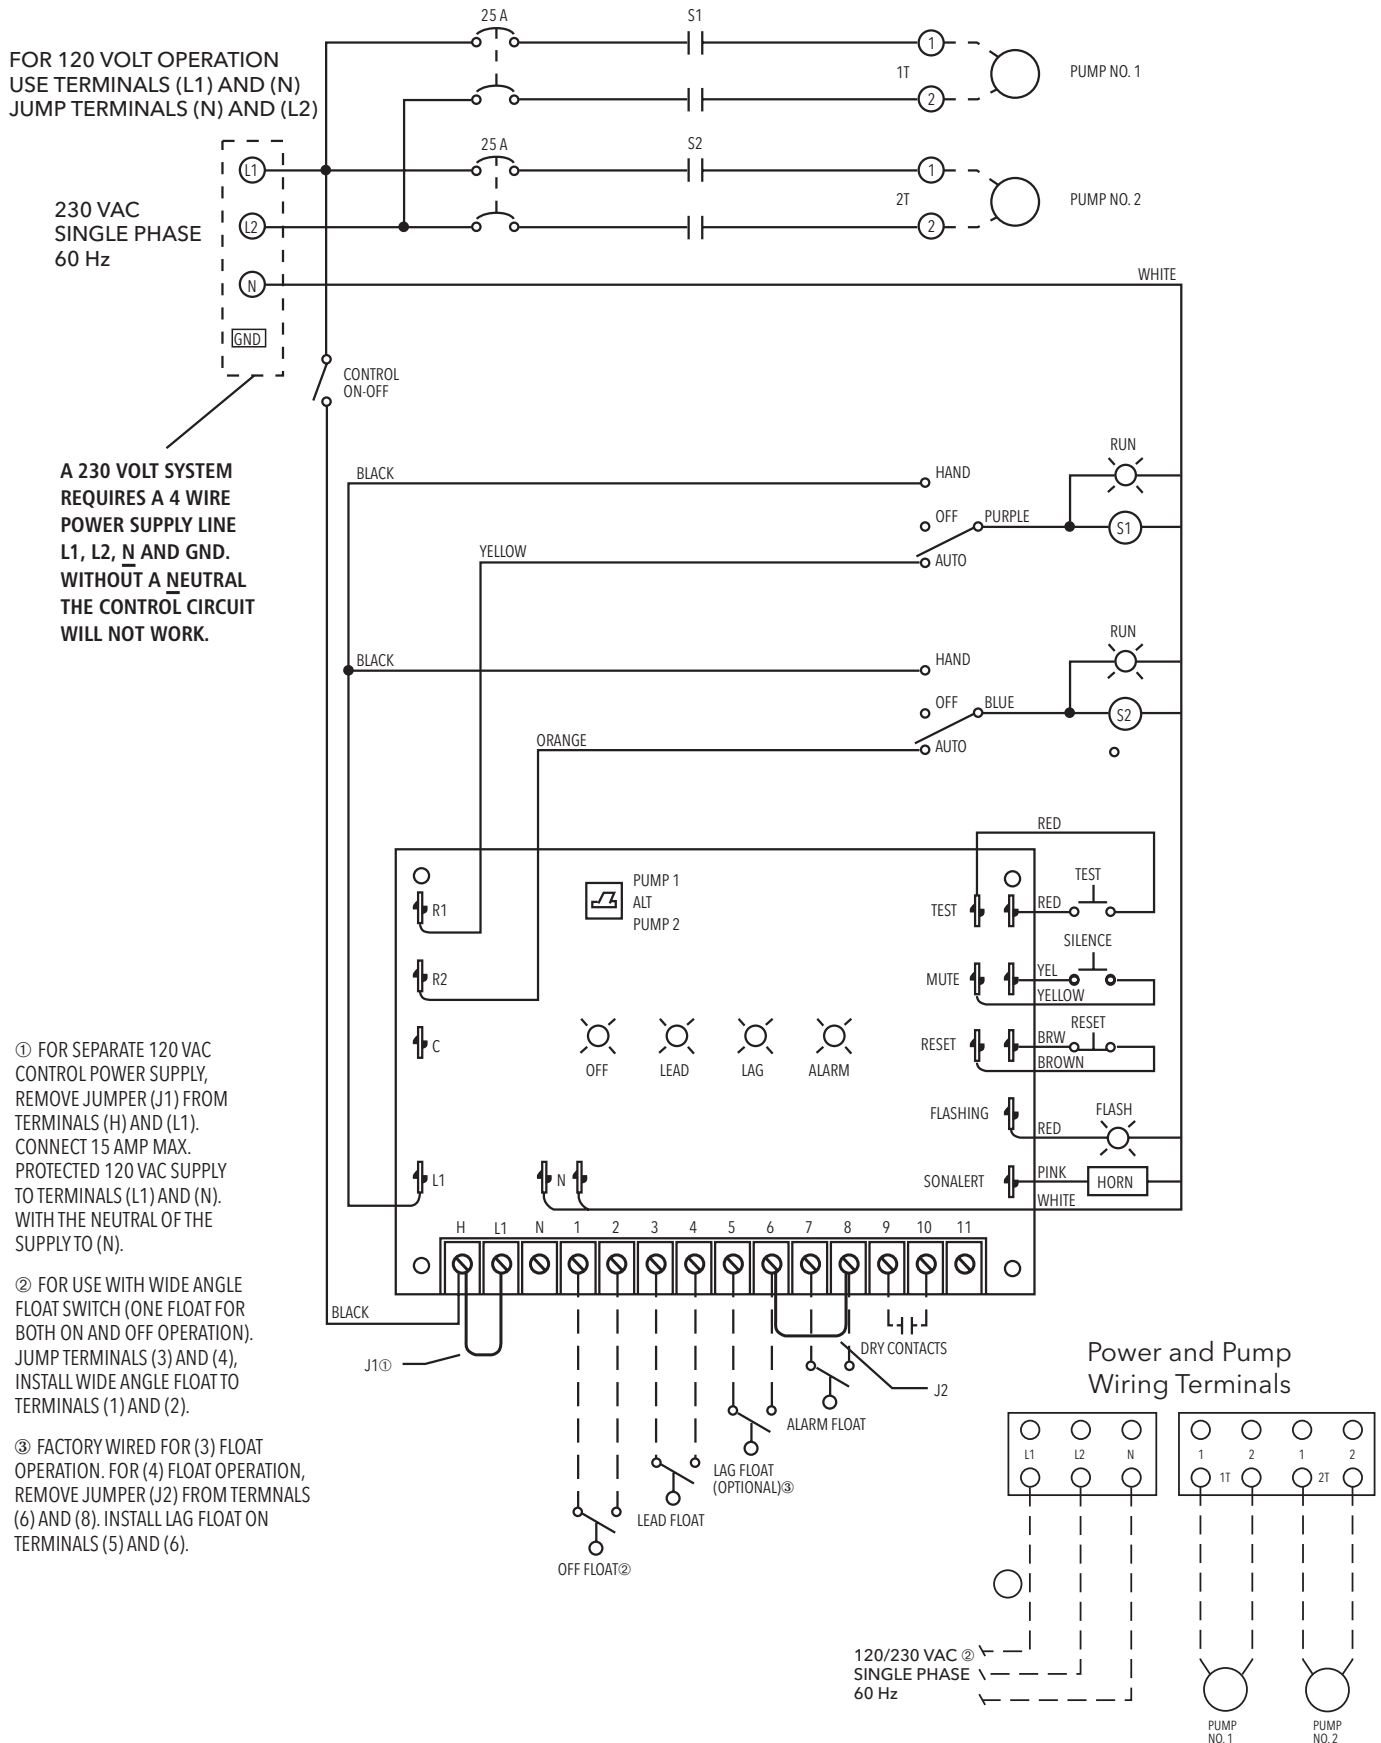 25 A
S1
FOR 120 VOLT OPERATION
USE TERMINALS (L1) AND (N)
JUMP TERMINALS (N) AND (L2)
1
1T
2
PUMP NO. 1
25 A
S2
1
2T
2
PUMP NO. 2
L1
L2
N
GND
230 VAC
SINGLE PHASE
60 Hz
WHITE
CONTROL
ON-OFF
A 230 VOLT SYSTEM
REQUIRES A 4 WIRE
POWER SUPPLY LINE
L1, L2, N AND GND.
WITHOUT A NEUTRAL
THE CONTROL CIRCUIT
WILL NOT WORK.
BLACK
HAND
OFF
AUTO
PURPLE
RUN
S1
YELLOW
BLACK
HAND
OFF
AUTO
BLUE
RUN
S2
ORANGE
RED
R1
R2
C
L1
PUMP 1
ALT
PUMP 2
TEST
RED
TEST
MUTE
YEL
SILENCE
YELLOW
RESET
BRW
RESET
BROWN
OFF
LEAD
LAG
ALARM
FLASHING
RED
FLASH
N
SONALERT
PINK
HORN
WHITE
H
L1
N
1
2
3
4
5
6
7
8
9
10
11
BLACK
J1①
DRY CONTACTS
J2
ALARM FLOAT
LAG FLOAT
(OPTIONAL)③
LEAD FLOAT
OFF FLOAT②
① FOR SEPARATE 120 VAC
CONTROL POWER SUPPLY,
REMOVE JUMPER (J1) FROM
TERMINALS (H) AND (L1).
CONNECT 15 AMP MAX.
PROTECTED 120 VAC SUPPLY
TO TERMINALS (L1) AND (N).
WITH THE NEUTRAL OF THE
SUPPLY TO (N).
② FOR USE WITH WIDE ANGLE
FLOAT SWITCH (ONE FLOAT FOR
BOTH ON AND OFF OPERATION).
JUMP TERMINALS (3) AND (4),
INSTALL WIDE ANGLE FLOAT TO
TERMINALS (1) AND (2).
③ FACTORY WIRED FOR (3) FLOAT
OPERATION. FOR (4) FLOAT OPERATION,
REMOVE JUMPER (J2) FROM TERMNALS
(6) AND (8). INSTALL LAG FLOAT ON
TERMINALS (5) AND (6).
Power and Pump
Wiring Terminals
L1
L2
N
1
2
1
2
1T
2T
120/230 VAC ②
SINGLE PHASE
60 Hz
PUMP
NO. 1
PUMP
NO. 2